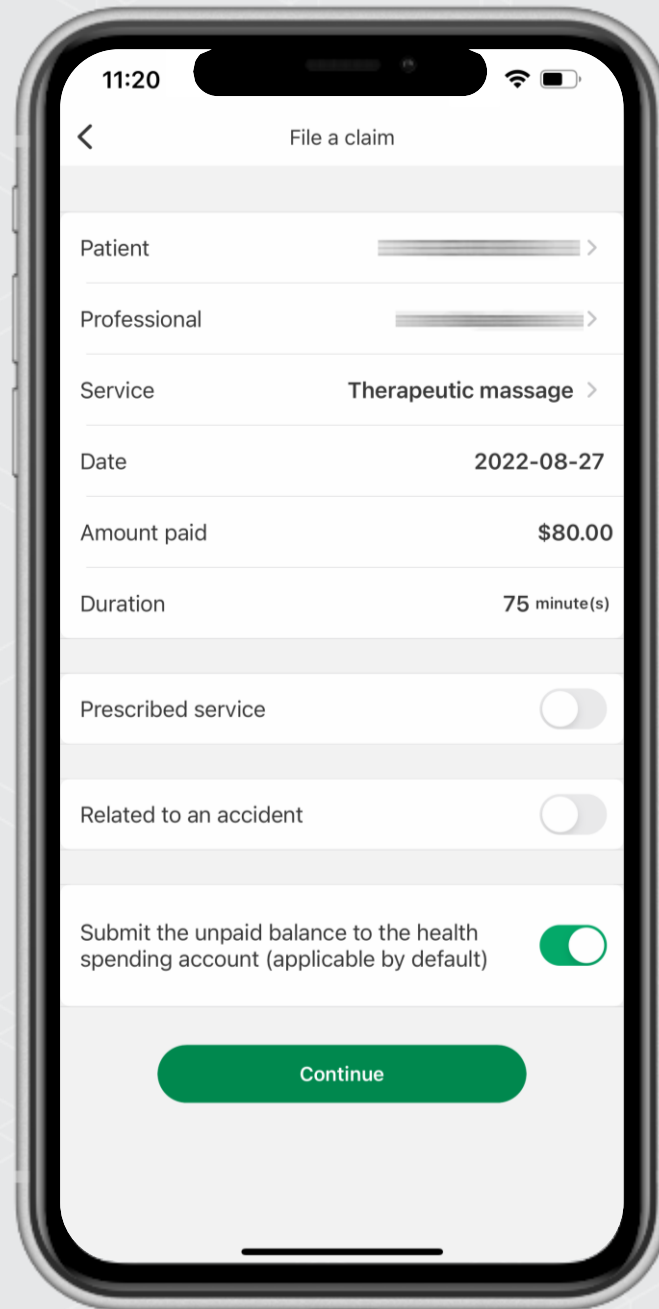 11:20
File a claim
Patient
Professional
Service Therapeutic massage
Date 2022-08-27
Amount paid $80.00
Duration 75 minute(s)
Prescribed service
Related to an accident
Submit the unpaid balance to the health
spending account (applicable by default)
Continue